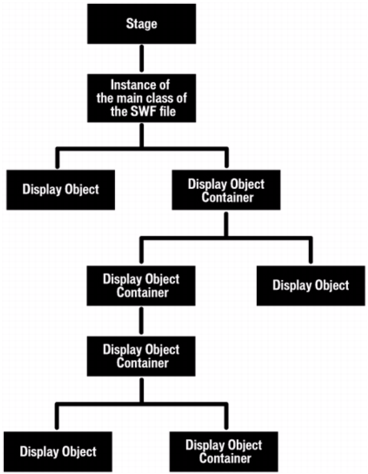 Stage
Instance of
the main class of
the SWF file
Display Object
Display Object
Container
Display Object
Container
Display Object
Display Object
Container
Display Object
Display Object
Container